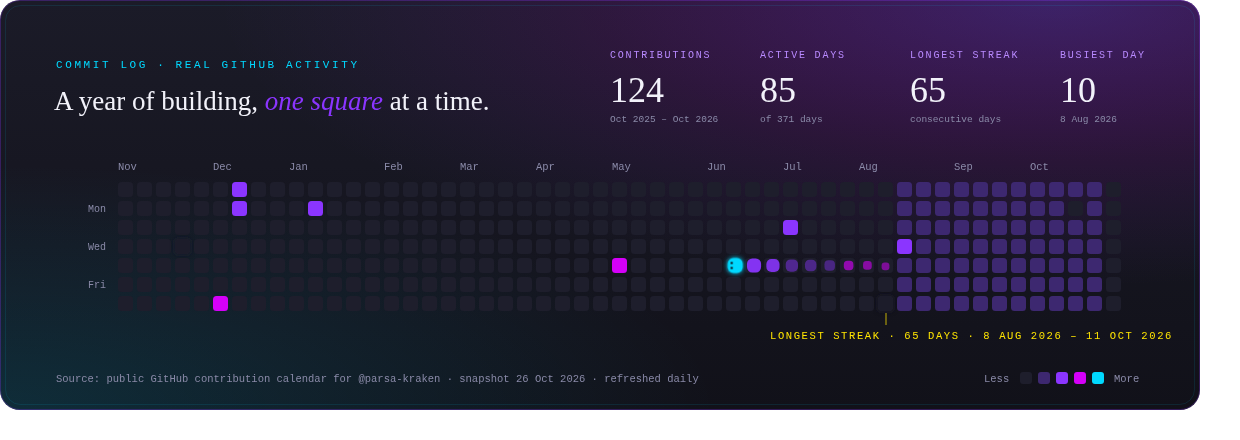 COMMIT LOG · REAL GITHUB ACTIVITY
A year of building, one square at a time.
CONTRIBUTIONS
124
Oct 2025 – Oct 2026
ACTIVE DAYS
85
of 371 days
LONGEST STREAK
65
consecutive days
BUSIEST DAY
10
8 Aug 2026
Nov Dec Jan Feb Mar Apr May Jun Jul Aug Sep Oct
Mon
Wed
Fri
LONGEST STREAK · 65 DAYS · 8 AUG 2026 – 11 OCT 2026
Source: public GitHub contribution calendar for @parsa-kraken · snapshot 26 Oct 2026 · refreshed daily
Less More